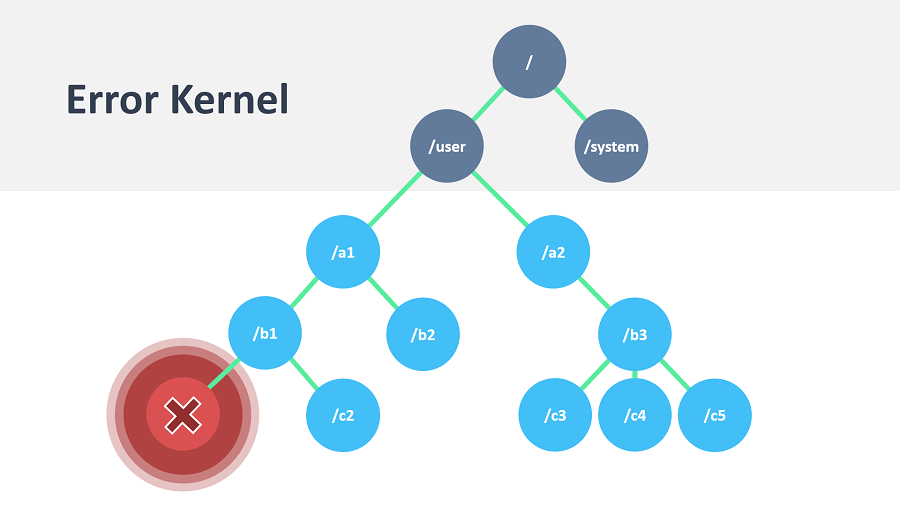 Error Kernel
/
/user
/system
/a1
/a2
/b1
/b2
/b3
/c2
/c3
/c4
/c5